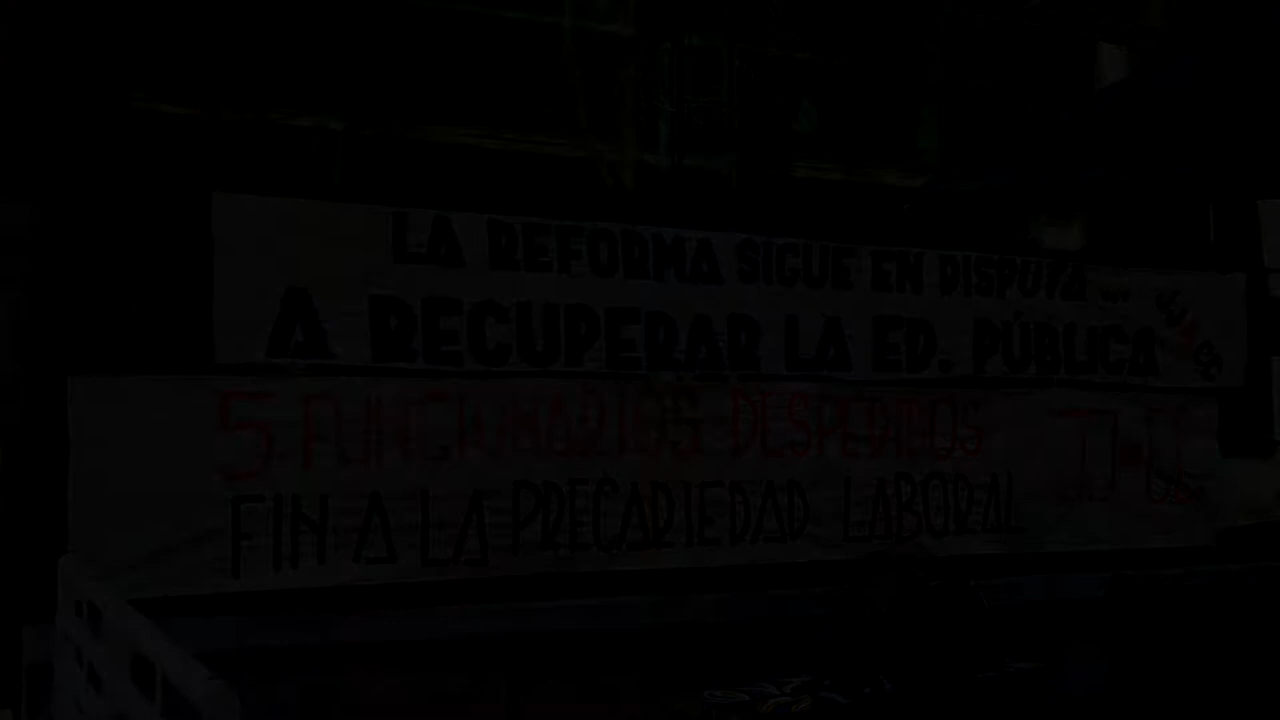 LA REFORMA SIGUE EN DISPUTA
A RECUPERAR LA ED. PÚBLICA
5 FUNCIONARIOS DESPEDIDOS
FIN A LA PRECARIEDAD LABORAL